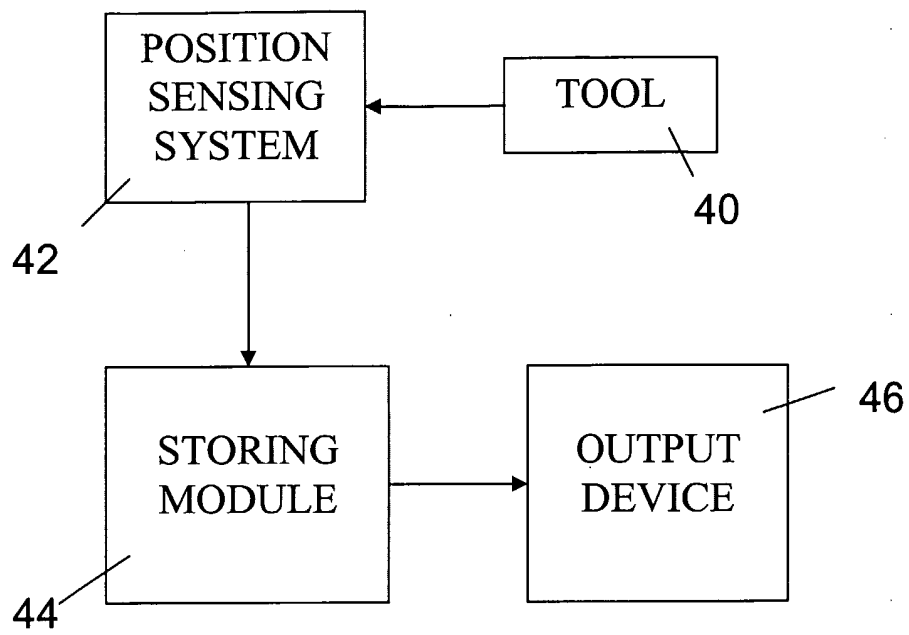 POSITION
SENSING
SYSTEM
TOOL
40
42
STORING
MODULE
OUTPUT
DEVICE
46
44